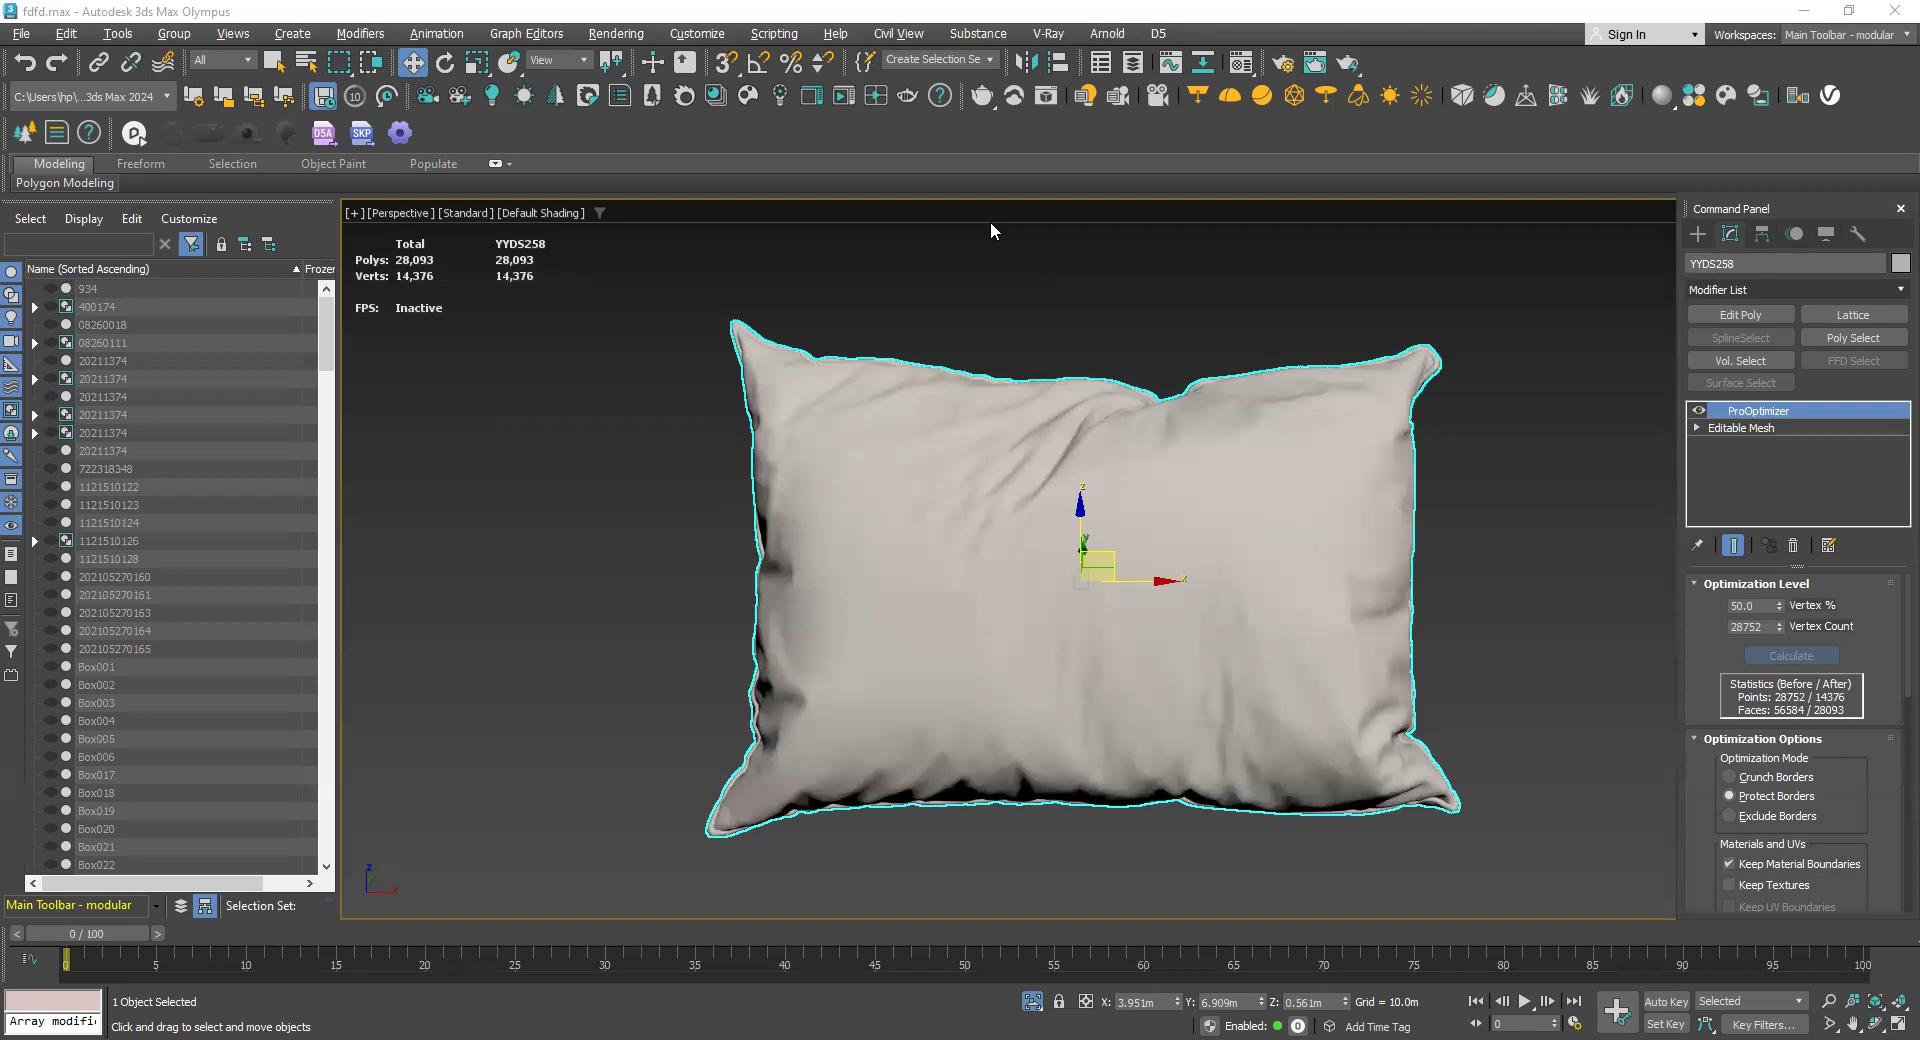 fdfd.max - Autodesk 3ds Max Olympus
File Edit Tools Group Views Create Modifiers Animation Graph Editors Rendering Customize Scripting Help Civil View Substance V-Ray Arnold D5
Sign In Workspaces: Main Toolbar - modular
All View Create Selection Se
C:\Users\hp\...3ds Max 2024 10
D5A SKP
Modeling Freeform Selection Object Paint Populate
Polygon Modeling
Select Display Edit Customize
Name (Sorted Ascending) Frozen
934
400174
08260018
08260111
20211374
20211374
20211374
20211374
20211374
20211374
722318348
1121510122
1121510123
1121510124
1121510126
1121510128
202105270160
202105270161
202105270163
202105270164
202105270165
Box001
Box002
Box003
Box004
Box005
Box006
Box017
Box018
Box019
Box020
Box021
Box022
Main Toolbar - modular Selection Set:
[+] [Perspective] [Standard] [Default Shading]
Total YYDS258
Polys: 28,093 28,093
Verts: 14,376 14,376
FPS: Inactive
z
y
x
z
x
Command Panel
YYDS258
Modifier List
Edit Poly Lattice
SplineSelect Poly Select
Vol. Select FFD Select
Surface Select
ProOptimizer
Editable Mesh
Optimization Level
50.0 Vertex %
28752 Vertex Count
Calculate
Statistics (Before / After)
Points: 28752 / 14376
Faces: 56584 / 28093
Optimization Options
Optimization Mode
Crunch Borders
Protect Borders
Exclude Borders
Materials and UVs
Keep Material Boundaries
Keep Textures
Keep UV Boundaries
< 0 / 100 >
0 5 10 15 20 25 30 35 40 45 50 55 60 65 70 75 80 85 90 95 100
1 Object Selected
X: 3.951m Y: 6.909m Z: 0.561m Grid = 10.0m
Auto Key Selected
Array modifi
Click and drag to select and move objects
Enabled: 0 Add Time Tag
0 Set Key Key Filters...